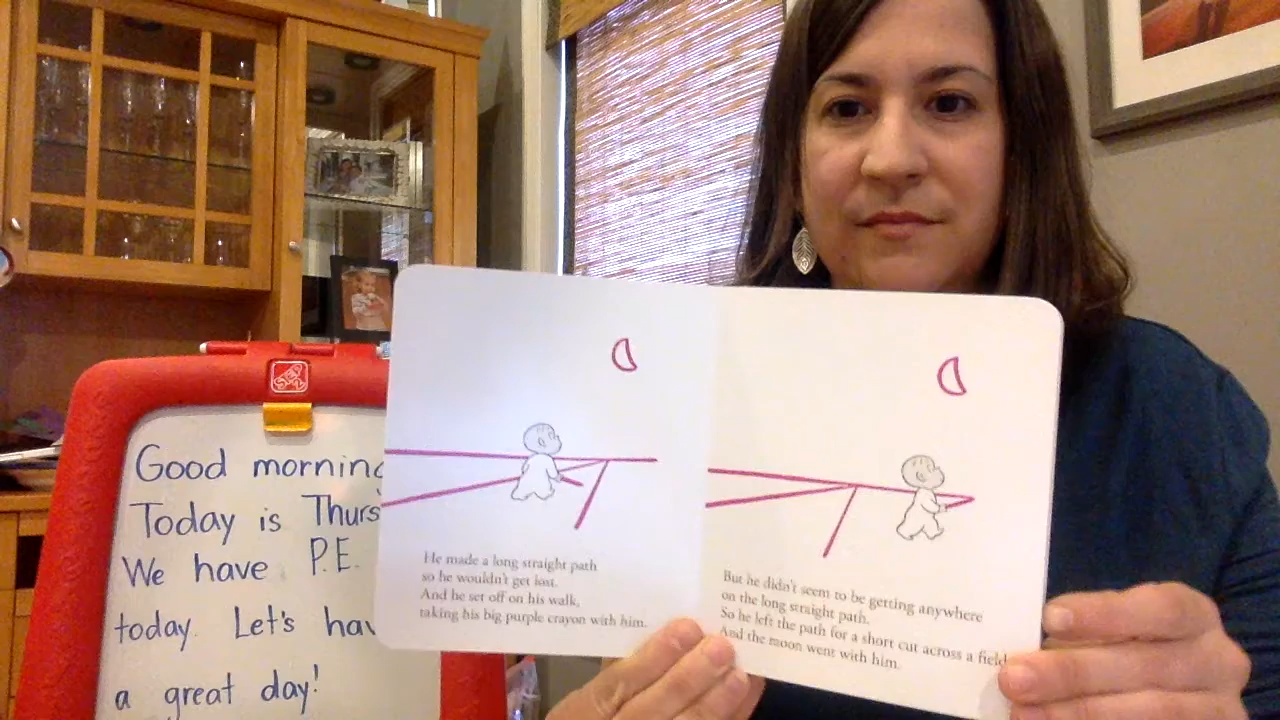 Good morning
Today is Thurs
We have P.E.
today. Let's hav
a great day!
STEP2
He made a long straight path
so he wouldn't get lost.
And he set off on his walk,
taking his big purple crayon with him.
But he didn't seem to be getting anywhere
on the long straight path.
So he left the path for a short cut across a field.
And the moon went with him.